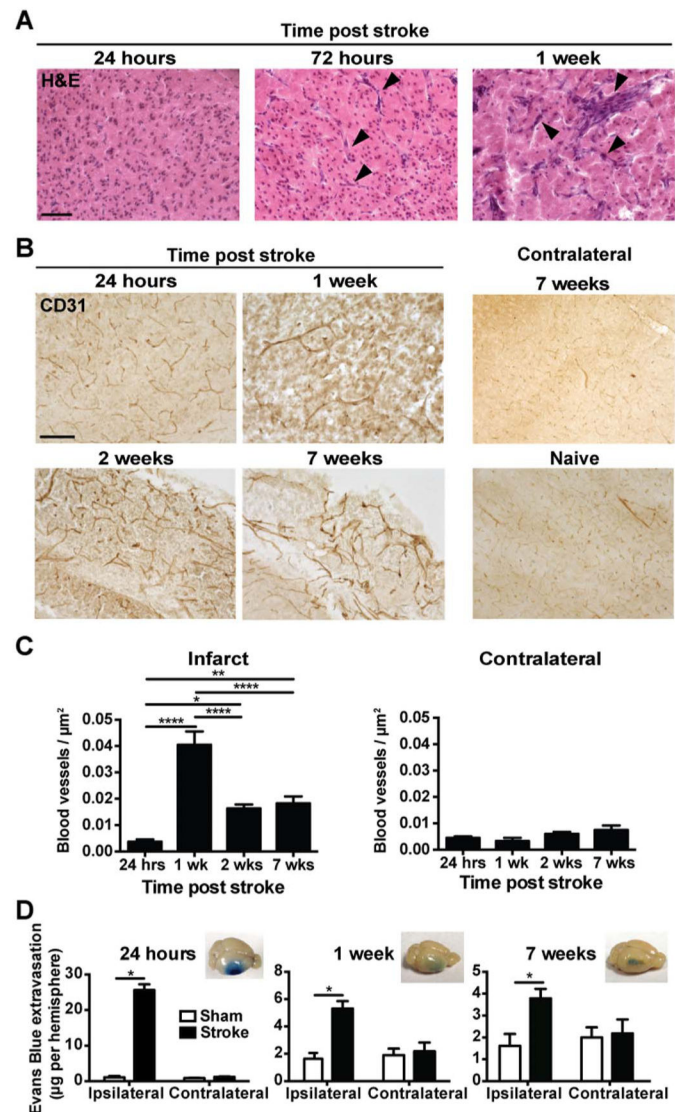 A
Time post stroke
24 hours 72 hours 1 week
H&E
B
Time post stroke Contralateral
24 hours 1 week 7 weeks
CD31
2 weeks 7 weeks Naive
C
Infarct Contralateral
**
****
*
**** ****
Blood vessels / µm²
0.05
0.04
0.03
0.02
0.01
0.00
24 hrs 1 wk 2 wks 7 wks
Time post stroke
Blood vessels / µm²
0.05
0.04
0.03
0.02
0.01
0.00
24 hrs 1 wk 2 wks 7 wks
Time post stroke
D
Evans Blue extravasation
(µg per hemisphere)
24 hours
30
20
10
0
*
Sham
Stroke
Ipsilateral Contralateral
1 week
8
6
4
2
0
*
Ipsilateral Contralateral
7 weeks
5
4
3
2
1
0
*
Ipsilateral Contralateral